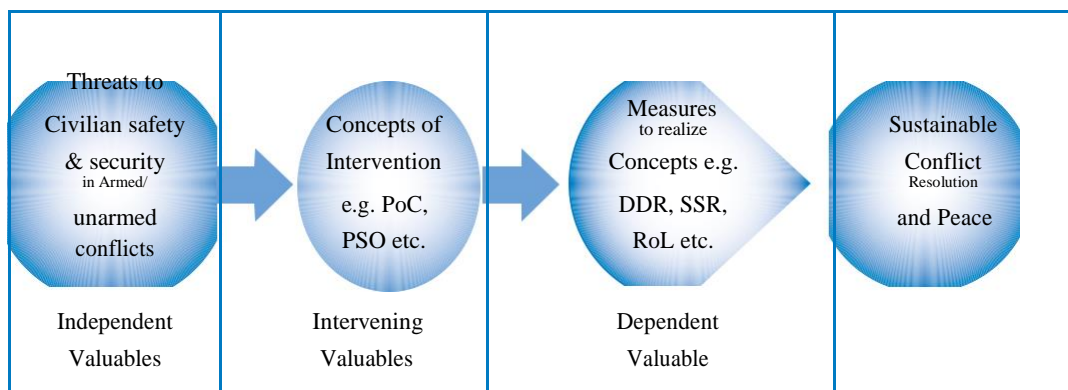 Threats to
Civilian safety
& security
in Armed/
unarmed
conflicts
Independent
Valuables
Concepts of
Intervention
e.g. PoC,
PSO etc.
Intervening
Valuables
Measures
to realize
Concepts e.g.
DDR, SSR,
RoL etc.
Dependent
Valuable
Sustainable
Conflict
Resolution
and Peace